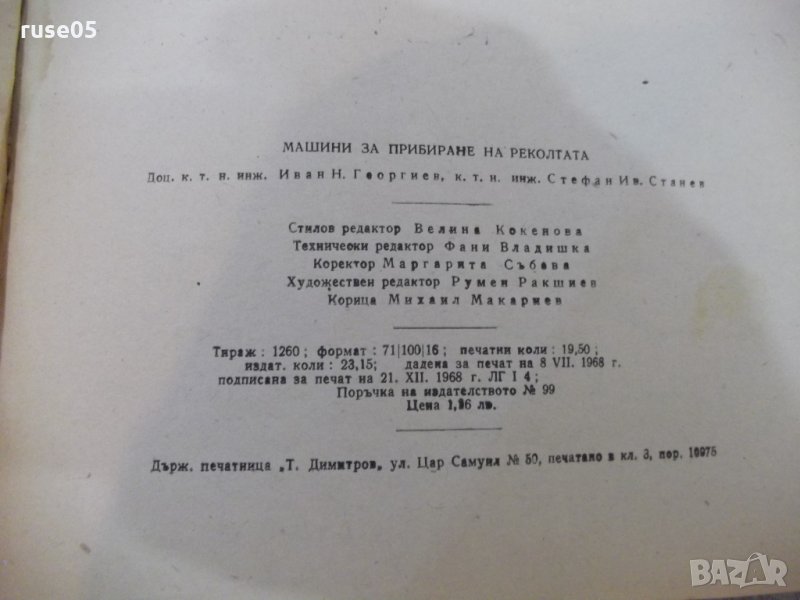 ruse05
МАШИНИ ЗА ПРИБИРАНЕ НА РЕКОЛТАТА
Доц. к. т. н. инж. Иван Н. Георгиев, к. т. н. инж. Стефан Ив. Станев
Стилов редактор Велина Кокенова
Технически редактор Фани Владишка
Коректор Маргарита Събева
Художествен редактор Румен Ракшиев
Корица Михаил Макариев
Тираж: 1260; формат: 71|100|16; печатни коли: 19,50;
издат. коли: 23,15; дадена за печат на 8 VII. 1968 г.
подписана за печат на 21. XII. 1968 г. ЛГ I 4;
Поръчка на издателството № 99
Цена лв.
Държ. печатница „Т. Димитров„ ул. Цар Самуил № 50, печатано в кл. 3, пор.
BAZAR